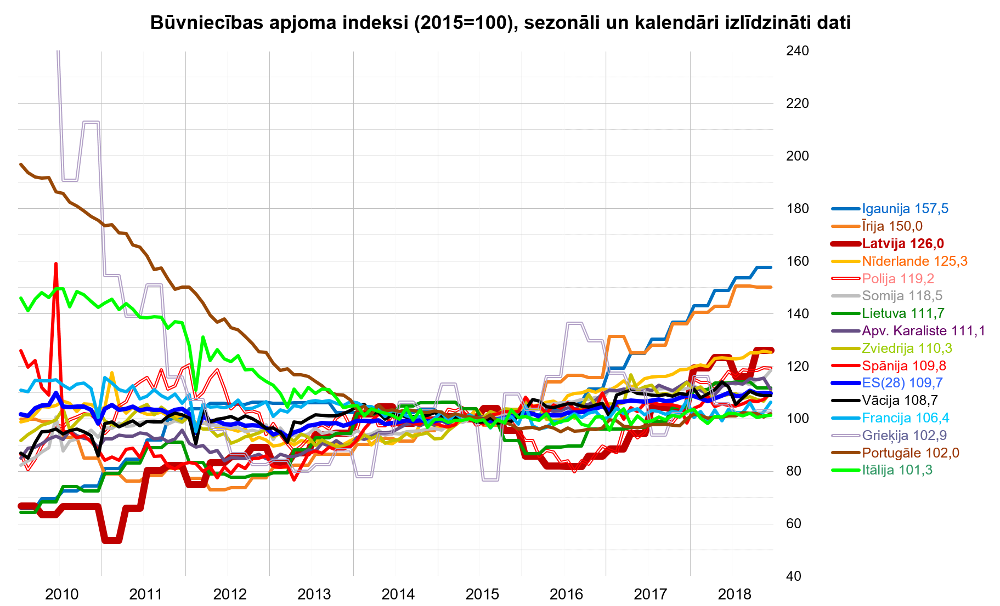 Būvniecības apjoma indeksi (2015=100), sezonāli un kalendāri izlīdzināti dati
240
220
200
180
160
140
120
100
80
60
40
Igaunija 157,5
Īrija 150,0
Latvija 126,0
Nīderlande 125,3
Polija 119,2
Somija 118,5
Lietuva 111,7
Apv. Karaliste 111,1
Zviedrija 110,3
Spānija 109,8
ES(28) 109,7
Vācija 108,7
Francija 106,4
Grieķija 102,9
Portugāle 102,0
Itālija 101,3
2010 2011 2012 2013 2014 2015 2016 2017 2018